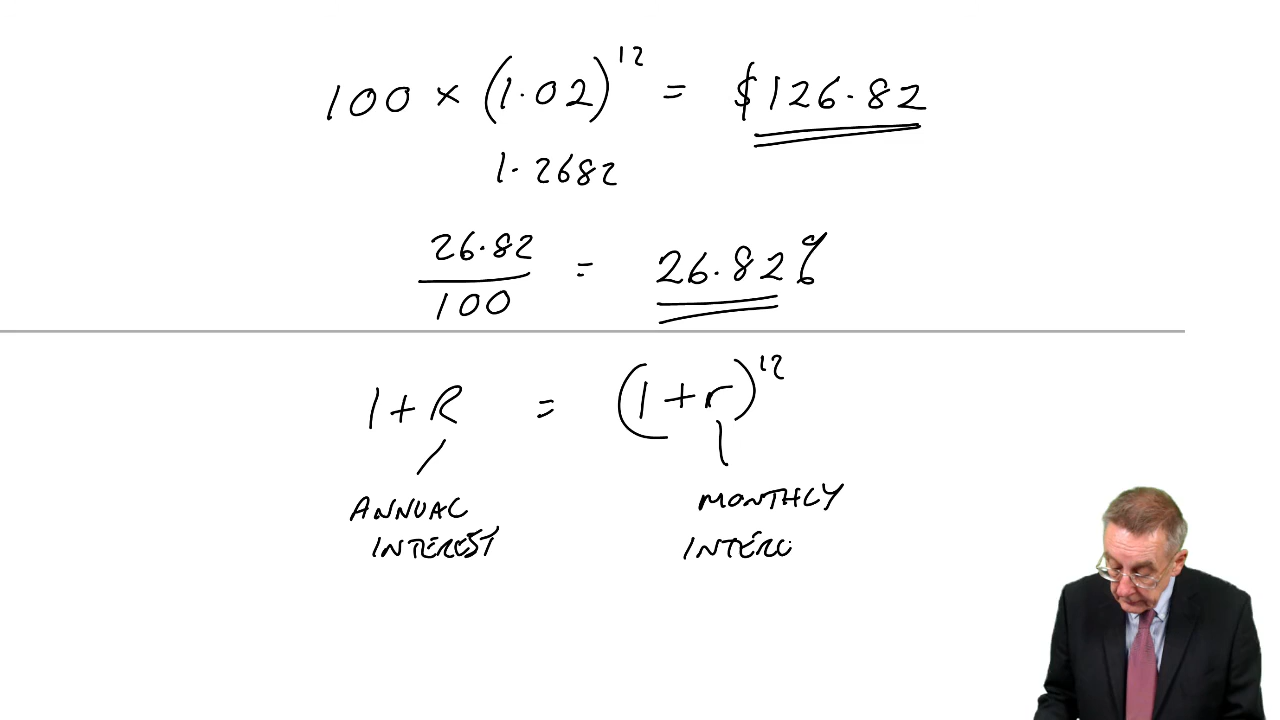 100 × (1.02)^12 = $126.82
1.2682
26.82
100
= 26.82%
1+R = (1+r)^12
ANNUAL MONTHLY
INTEREST INTERE